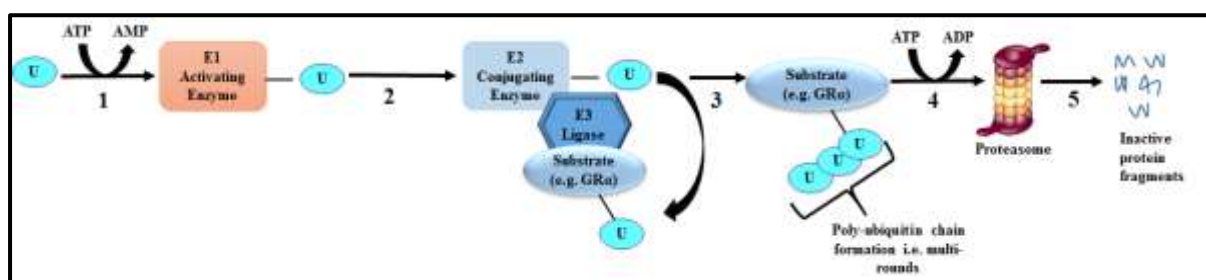 ATP AMP
U
1
E1
Activating
Enzyme
U
2
E2
Conjugating
Enzyme
U
E3
Ligase
Substrate
(e.g. GRα)
U
3
Substrate
(e.g. GRα)
U
U
U
Poly-ubiquitin chain
formation i.e. multi-
rounds
ATP ADP
4
Proteasome
5
Inactive
protein
fragments